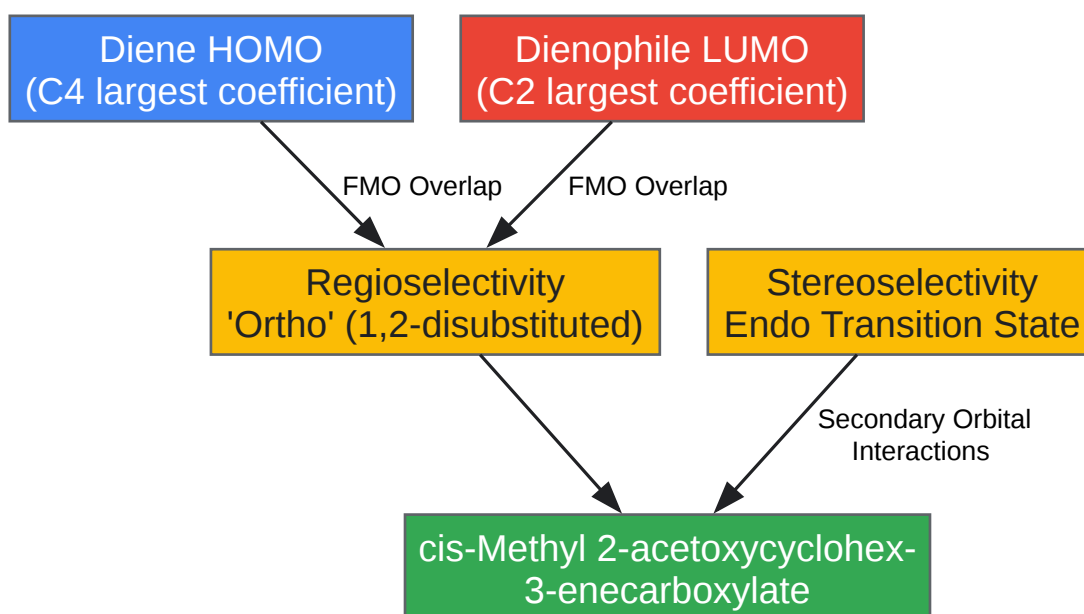 Diene HOMO
(C4 largest coefficient)
Dienophile LUMO
(C2 largest coefficient)
FMO Overlap
FMO Overlap
Regioselectivity
'Ortho' (1,2-disubstituted)
Stereoselectivity
Endo Transition State
Secondary Orbital
Interactions
cis-Methyl 2-acetoxycyclohex-
3-enecarboxylate